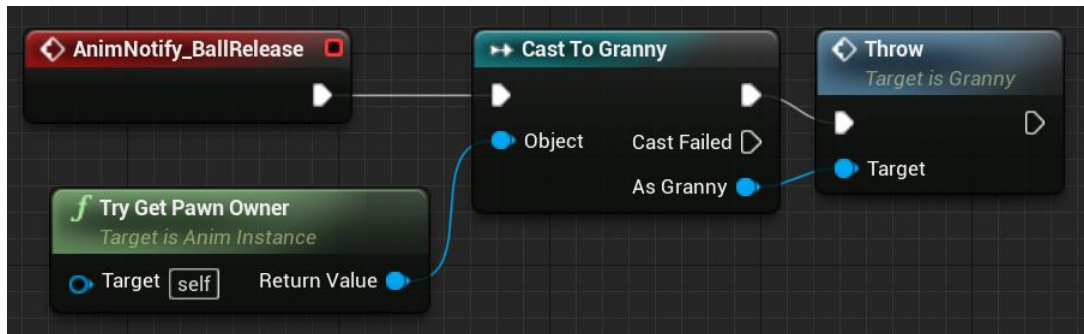 AnimNotify_BallRelease
Cast To Granny
Object
Cast Failed
As Granny
Throw
Target is Granny
Target
f Try Get Pawn Owner
Target is Anim Instance
Target self
Return Value